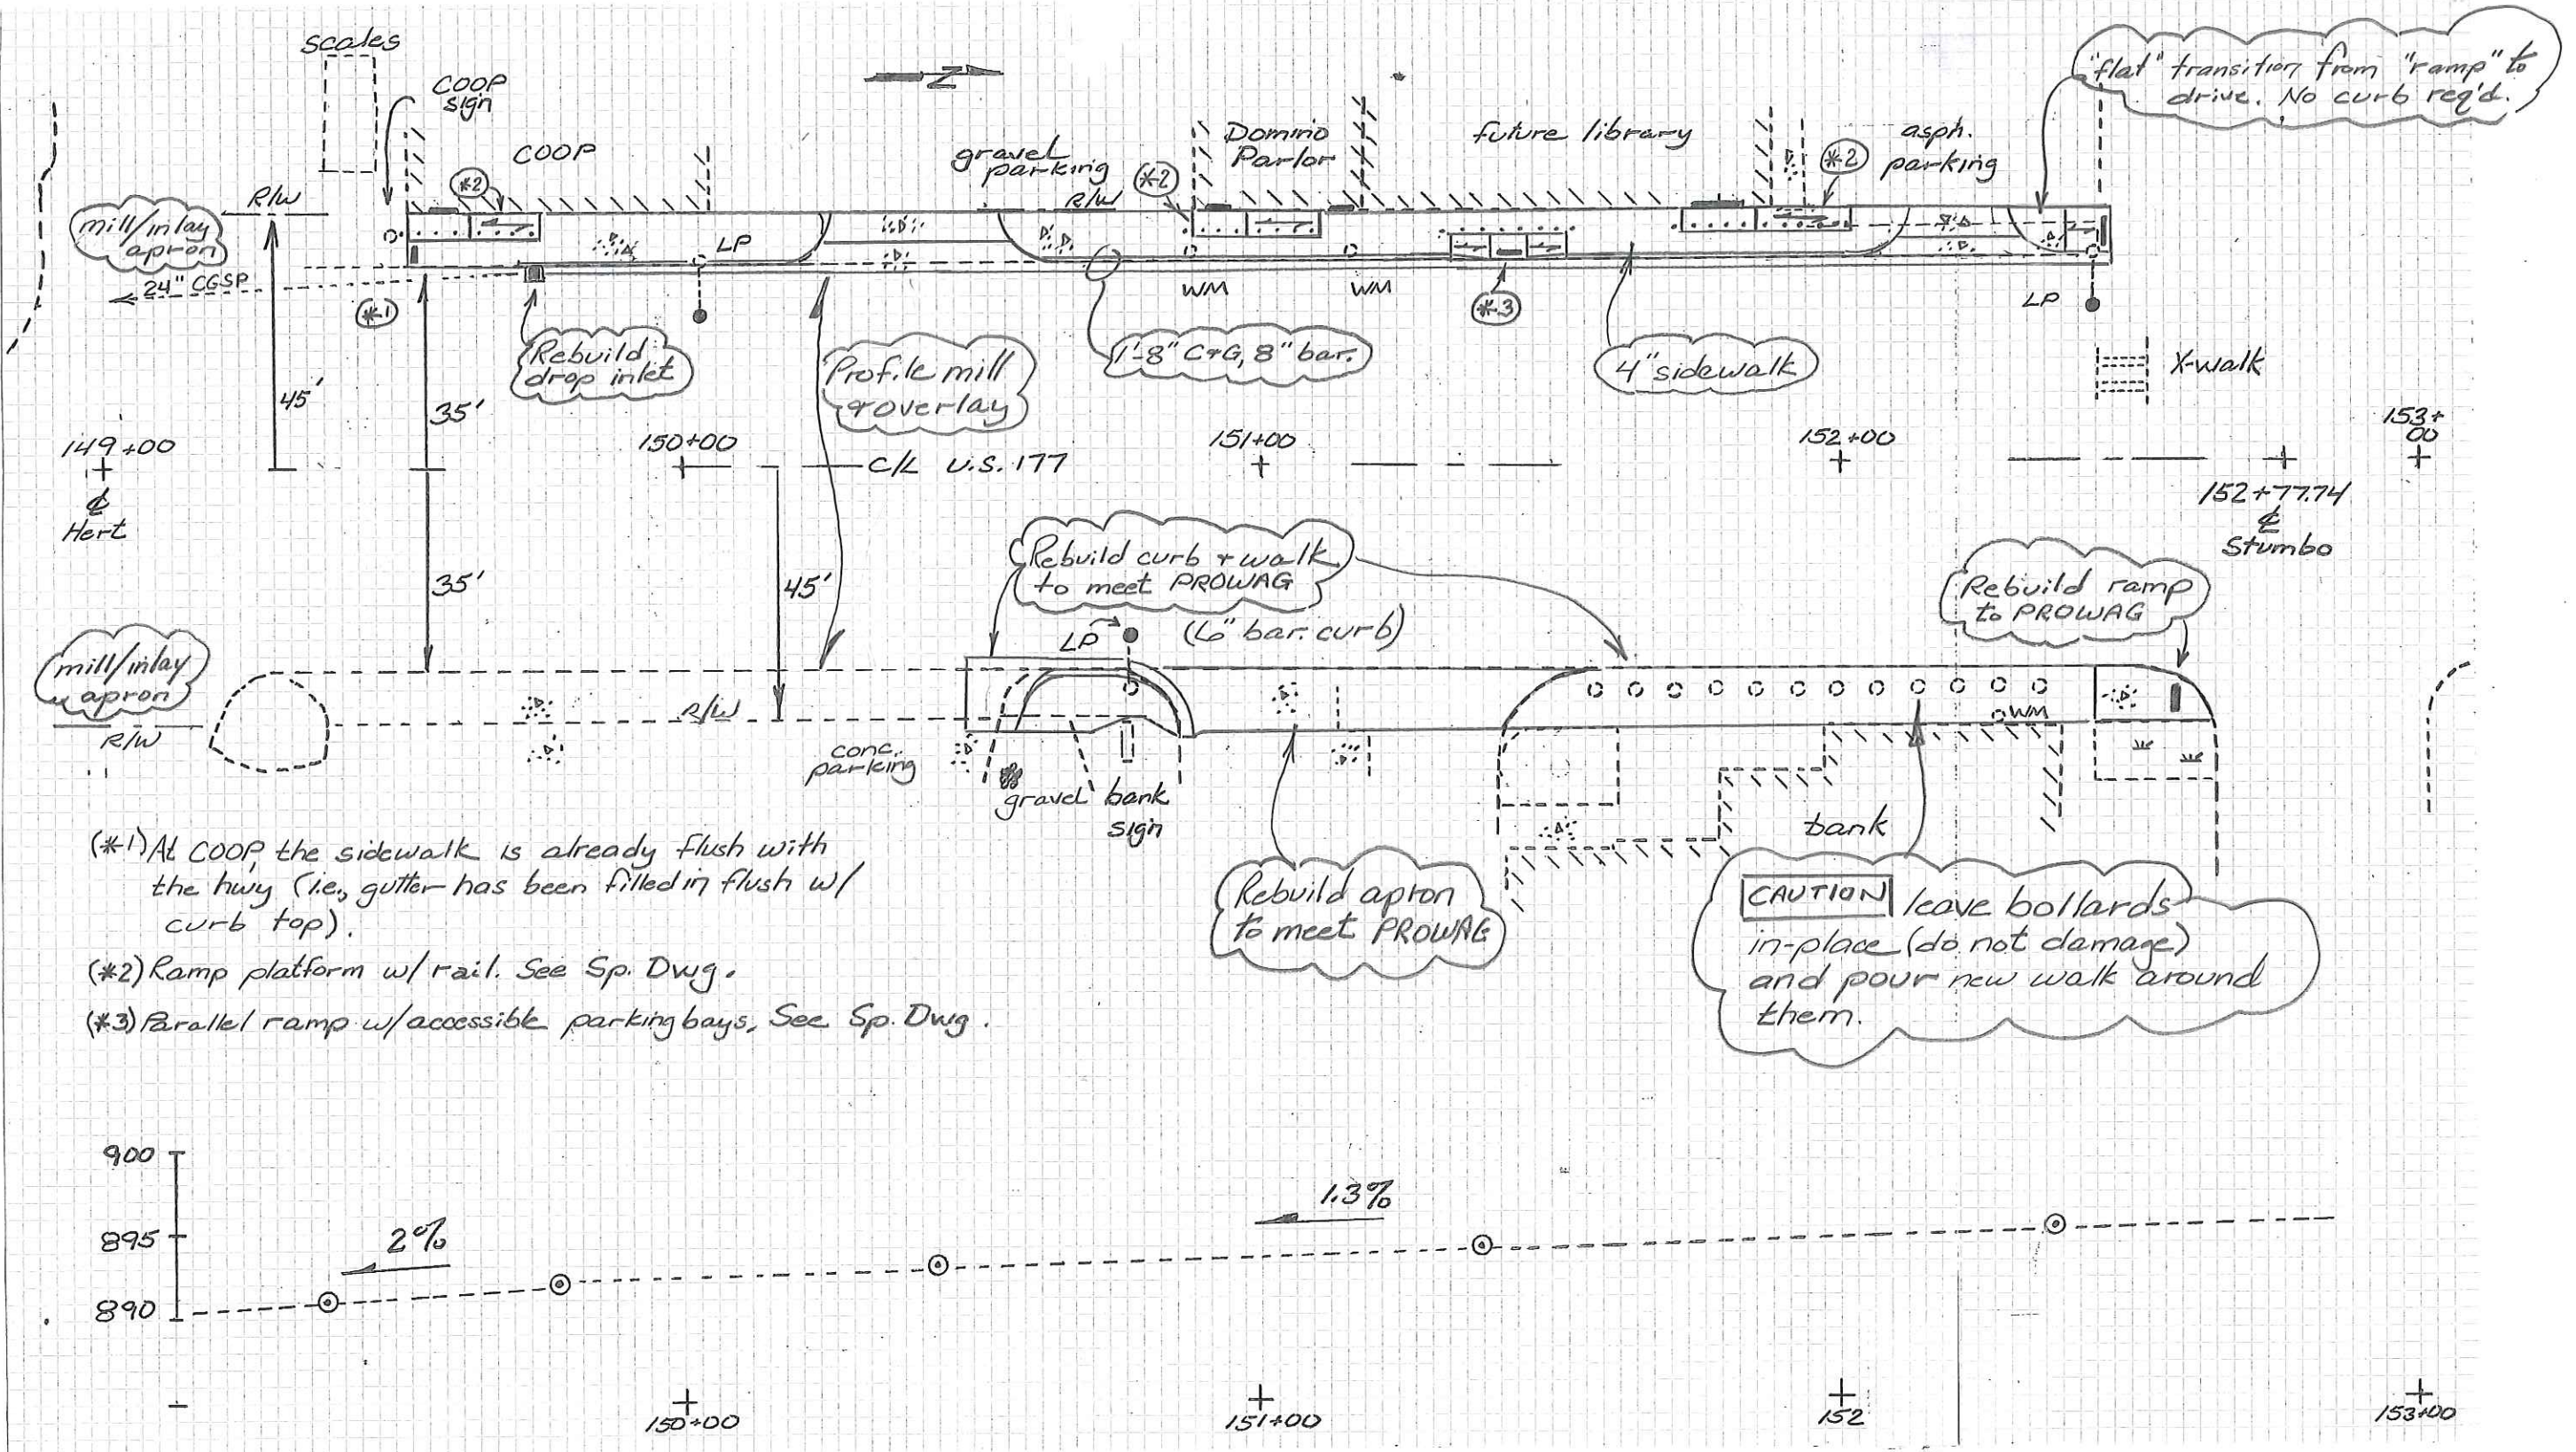 scales
COOP
sign
COOP
*2
R/W
mill/inlay
apron
24" CGSP
*1
45'
35'
LP
Rebuild
drop inlet
Profile mill
+ overlay
Z
gravel
parking
R/W
*2
Domino
Parlor
future library
*2
asph.
parking
"flat" transition from "ramp" to
drive. No curb req'd.
WM
WM
*3
1'-8" C+G, 8" bar.
4" sidewalk
LP
X-walk
149+00
℄
Hert
150+00
C/L U.S. 177
151+00
152+00
152+77.74
℄
Stumbo
153+
00
35'
45'
Rebuild curb + walk
to meet PROWAG
LP
(6" bar. curb)
Rebuild ramp
to PROWAG
mill/inlay
apron
R/W
R/W
conc.
parking
gravel
bank
sign
WM
bank
Rebuild apron
to meet PROWAG
CAUTION leave bollards
in-place (do not damage)
and pour new walk around
them.
(*1) At COOP, the sidewalk is already flush with
the hwy (i.e., gutter has been filled in flush w/
curb top).
(*2) Ramp platform w/ rail. See Sp. Dwg.
(*3) Parallel ramp w/accessible parking bays. See Sp. Dwg.
900
895
890
2%
1.3%
150+00
151+00
152
153+00